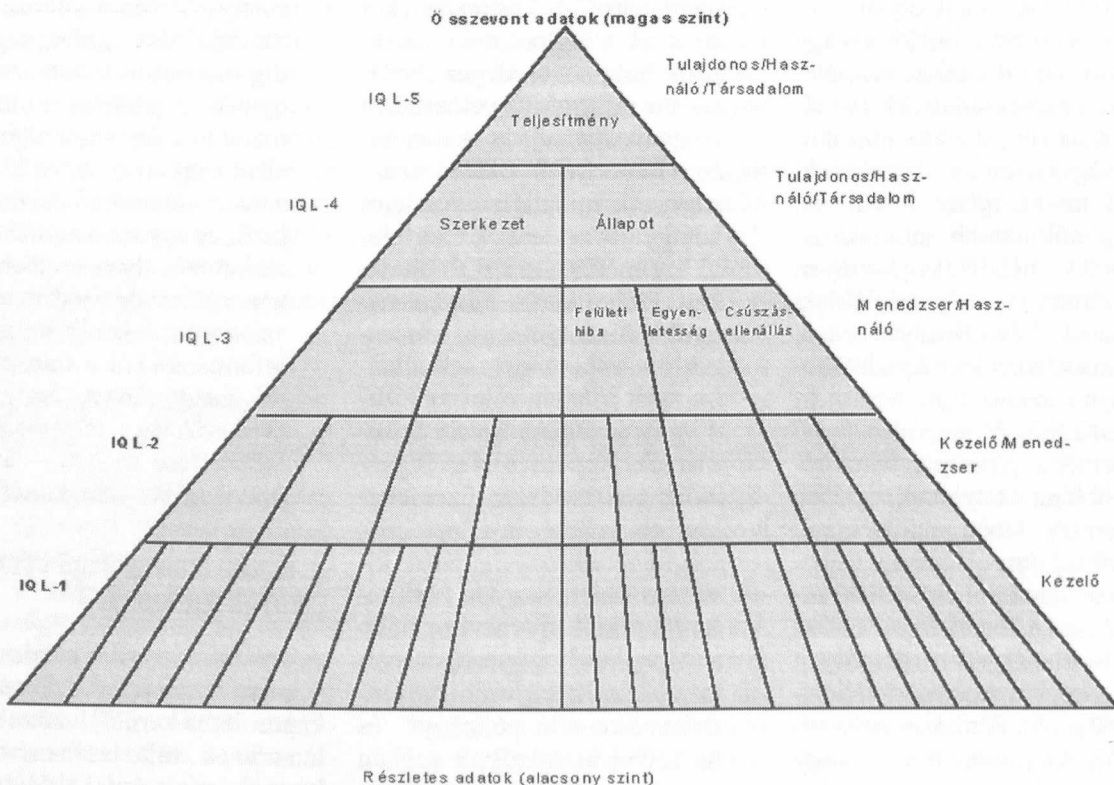 Összevont adatok (magas szint)
IQL-5
Teljesítmény
Tulajdonos/Hasz-
náló/Társadalom
IQL-4
Szerkezet
Állapot
Tulajdonos/Hasz-
náló/Társadalom
IQL-3
Felületi
hiba
Egyen-
letesség
Csúszás-
ellenállás
Menedzser/Hasz-
náló
IQL-2
Kezelő/Mened-
zser
IQL-1
Kezelő
Részletes adatok (alacsony szint)